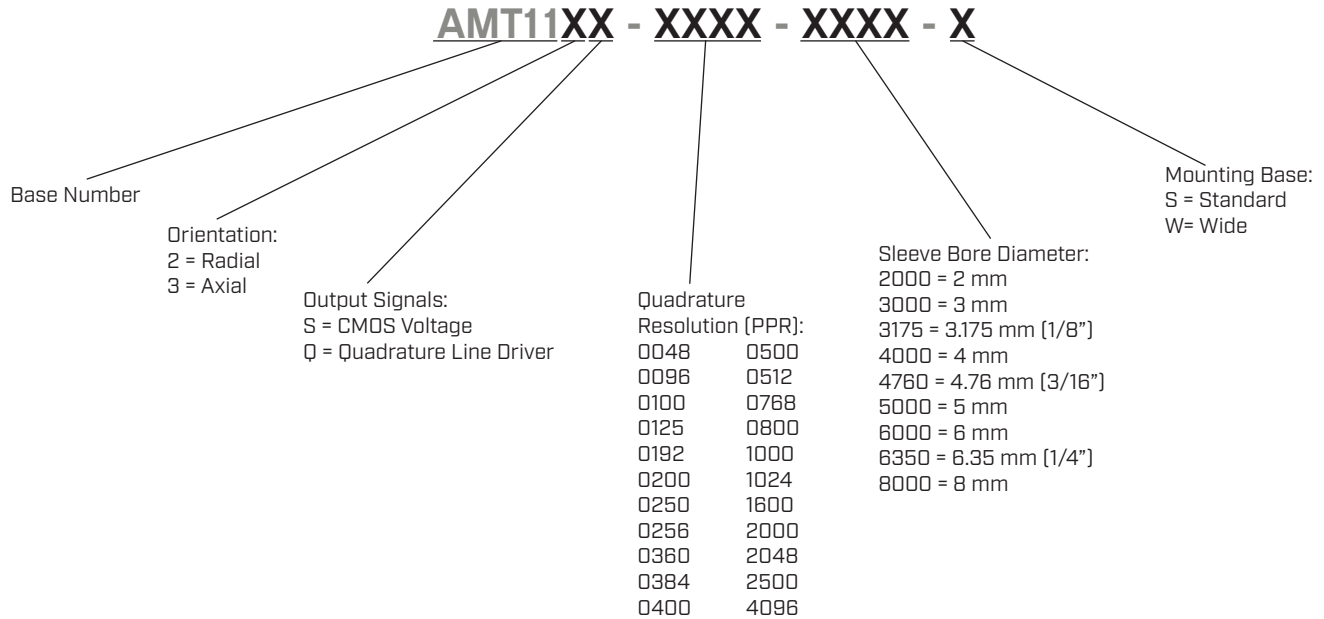 AMT11XX - XXXX - XXXX - X
Base Number
Orientation:
2 = Radial
3 = Axial
Output Signals:
S = CMOS Voltage
Q = Quadrature Line Driver
Quadrature
Resolution (PPR):
0048 0500
0096 0512
0100 0768
0125 0800
0192 1000
0200 1024
0250 1600
0256 2000
0360 2048
0384 2500
0400 4096
Sleeve Bore Diameter:
2000 = 2 mm
3000 = 3 mm
3175 = 3.175 mm (1/8”)
4000 = 4 mm
4760 = 4.76 mm (3/16”)
5000 = 5 mm
6000 = 6 mm
6350 = 6.35 mm (1/4”)
8000 = 8 mm
Mounting Base:
S = Standard
W= Wide